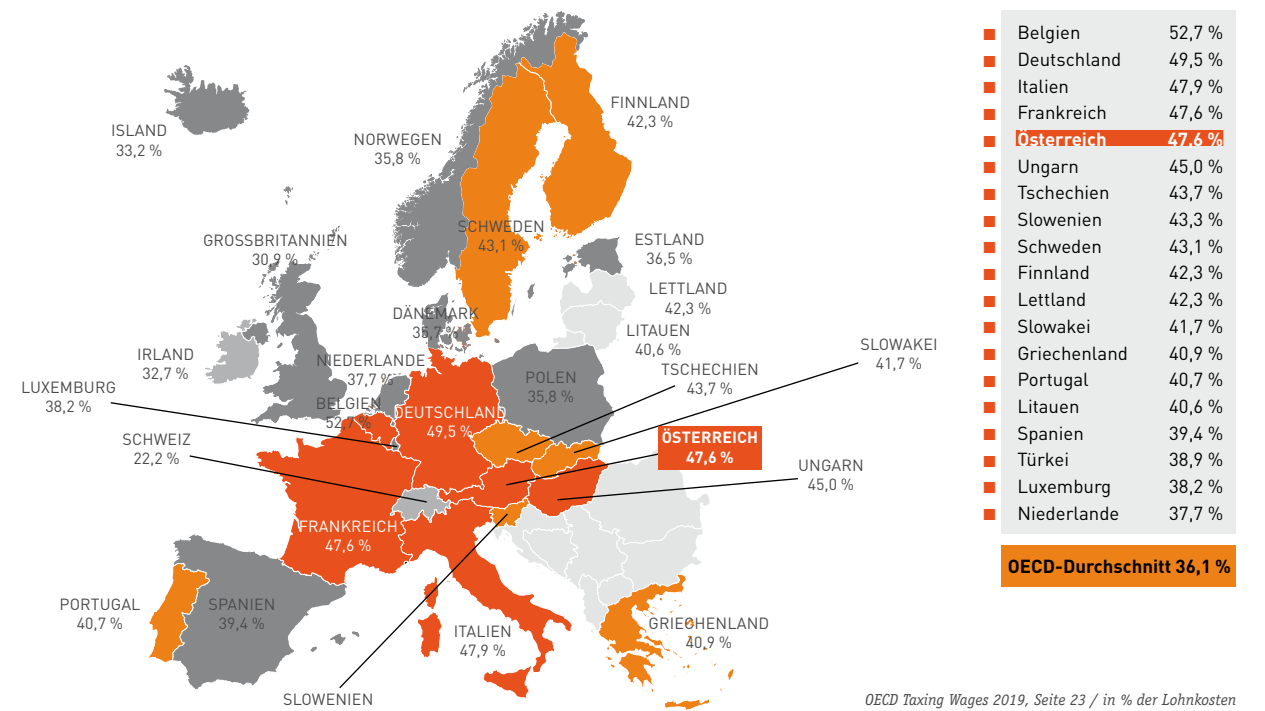 ISLAND
33,2 %
NORWEGEN
35,8 %
FINNLAND
42,3 %
SCHWEDEN
43,1 %
GROSSBRITANNIEN
30,9 %
ESTLAND
36,5 %
LETTLAND
42,3 %
DÄNEMARK
35,7 %
LITAUEN
40,6 %
IRLAND
32,7 %
NIEDERLANDE
37,7 %
SLOWAKEI
41,7 %
TSCHECHIEN
43,7 %
POLEN
35,8 %
LUXEMBURG
38,2 %
BELGIEN
52,7 %
DEUTSCHLAND
49,5 %
SCHWEIZ
22,2 %
ÖSTERREICH
47,6 %
UNGARN
45,0 %
FRANKREICH
47,6 %
PORTUGAL
40,7 %
SPANIEN
39,4 %
ITALIEN
47,9 %
GRIECHENLAND
40,9 %
SLOWENIEN
Belgien 52,7 %
Deutschland 49,5 %
Italien 47,9 %
Frankreich 47,6 %
Österreich 47,6 %
Ungarn 45,0 %
Tschechien 43,7 %
Slowenien 43,3 %
Schweden 43,1 %
Finnland 42,3 %
Lettland 42,3 %
Slowakei 41,7 %
Griechenland 40,9 %
Portugal 40,7 %
Litauen 40,6 %
Spanien 39,4 %
Türkei 38,9 %
Luxemburg 38,2 %
Niederlande 37,7 %
OECD-Durchschnitt 36,1 %
OECD Taxing Wages 2019, Seite 23 / in % der Lohnkosten